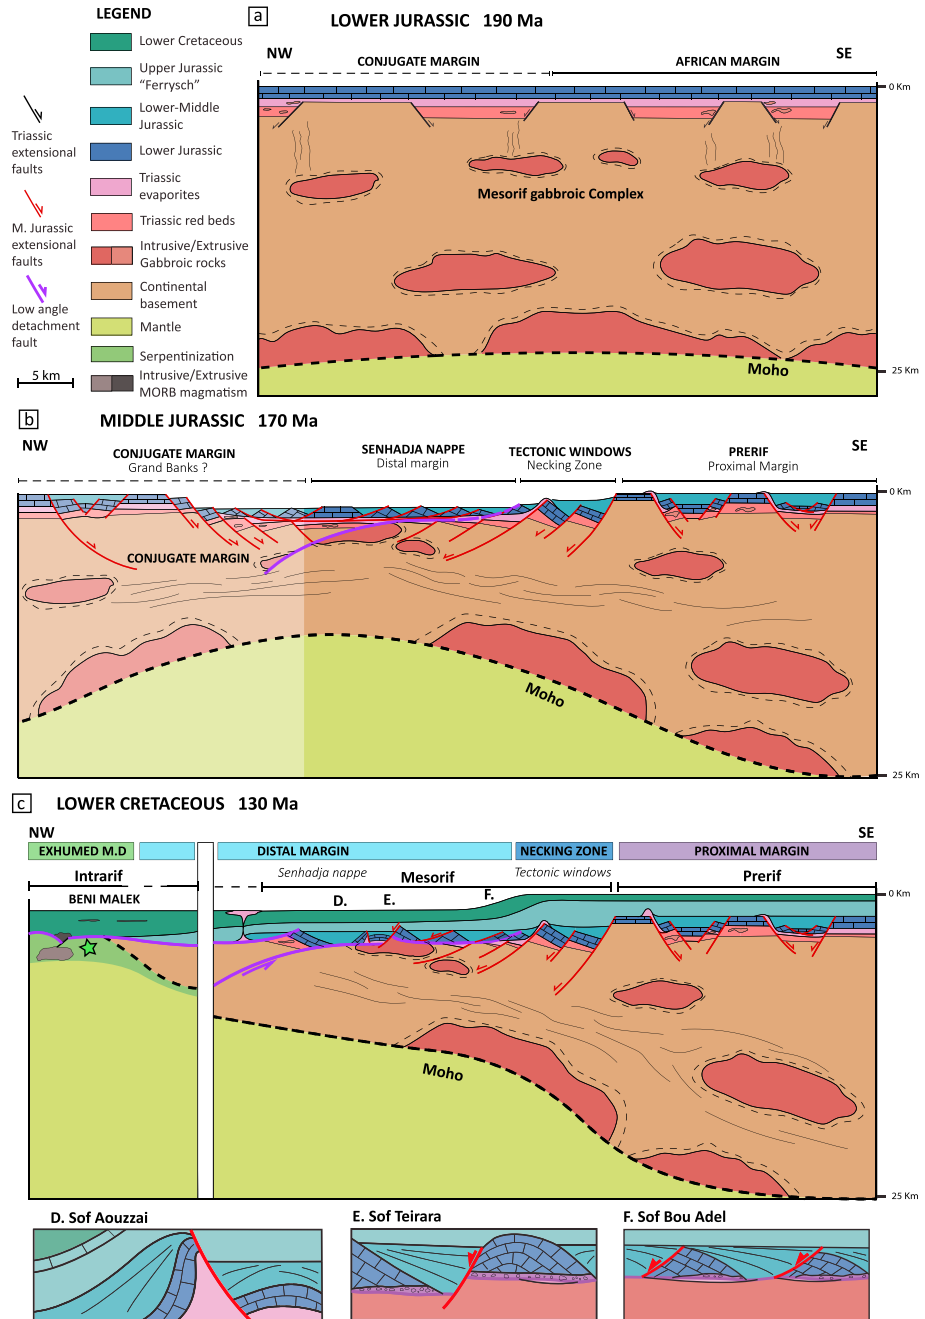 LEGEND
Lower Cretaceous
Upper Jurassic
“Ferrysch”
Lower-Middle
Jurassic
Lower Jurassic
Triassic
evaporites
Triassic red beds
Intrusive/Extrusive
Gabbroic rocks
Continental
basement
Mantle
Serpentinization
Intrusive/Extrusive
MORB magmatism
Triassic
extensional
faults
M. Jurassic
extensional
faults
Low angle
detachment
fault
5 km
a
LOWER JURASSIC 190 Ma
NW
SE
CONJUGATE MARGIN
AFRICAN MARGIN
0 Km
Mesorif gabbroic Complex
Moho
25 Km
b
MIDDLE JURASSIC 170 Ma
NW
SE
CONJUGATE MARGIN
Grand Banks ?
SENHADJA NAPPE
Distal margin
TECTONIC WINDOWS
Necking Zone
PRERIF
Proximal Margin
0 Km
CONJUGATE MARGIN
Moho
25 Km
c
LOWER CRETACEOUS 130 Ma
NW
SE
EXHUMED M.D
DISTAL MARGIN
NECKING ZONE
PROXIMAL MARGIN
Intrarif
Senhadja nappe
Mesorif
Tectonic windows
Prerif
BENI MALEK
D.
E.
F.
0 Km
Moho
25 Km
D. Sof Aouzzai
E. Sof Teirara
F. Sof Bou Adel